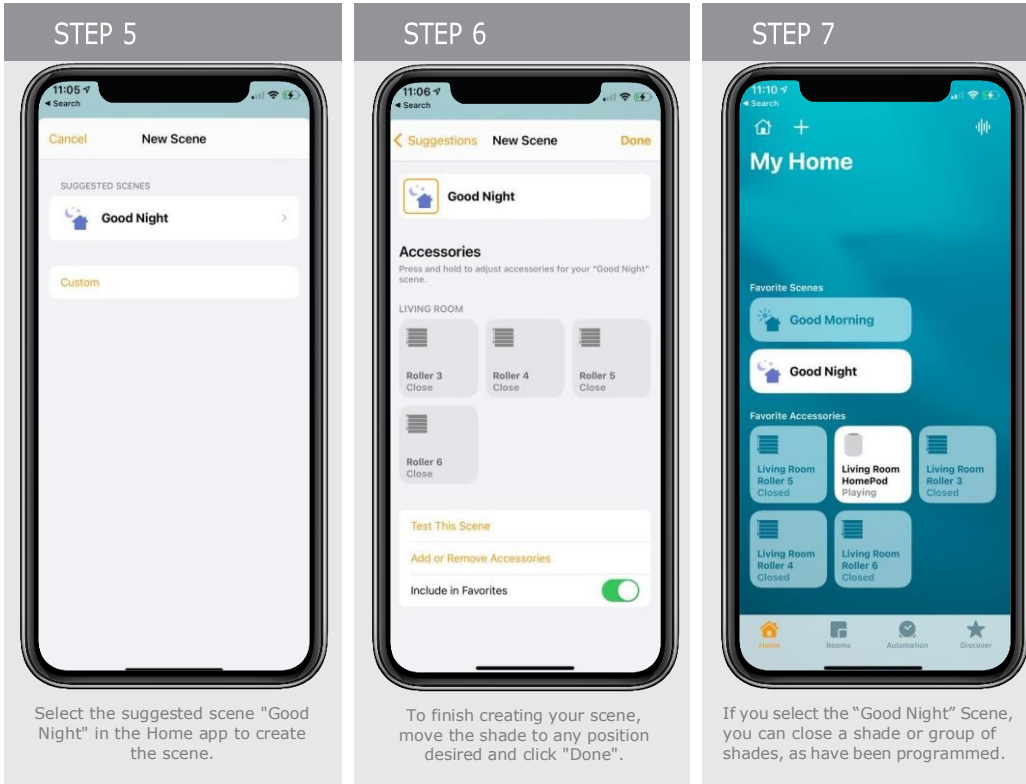 STEP 5
11:05
◀ Search
Cancel New Scene
SUGGESTED SCENES
Good Night
Custom
Select the suggested scene "Good
Night" in the Home app to create
the scene.
STEP 6
11:06
◀ Search
Suggestions New Scene Done
Good Night
Accessories
Press and hold to adjust accessories for your "Good Night"
scene.
LIVING ROOM
Roller 3
Close
Roller 4
Close
Roller 5
Close
Roller 6
Close
Test This Scene
Add or Remove Accessories
Include in Favorites
To finish creating your scene,
move the shade to any position
desired and click "Done".
STEP 7
11:10
◀ Search
My Home
Favorite Scenes
Good Morning
Good Night
Favorite Accessories
Living Room
Roller 5
Closed
Living Room
HomePod
Playing
Living Room
Roller 3
Closed
Living Room
Roller 4
Closed
Living Room
Roller 6
Closed
Home Rooms Automation Discover
If you select the “Good Night” Scene,
you can close a shade or group of
shades, as have been programmed.